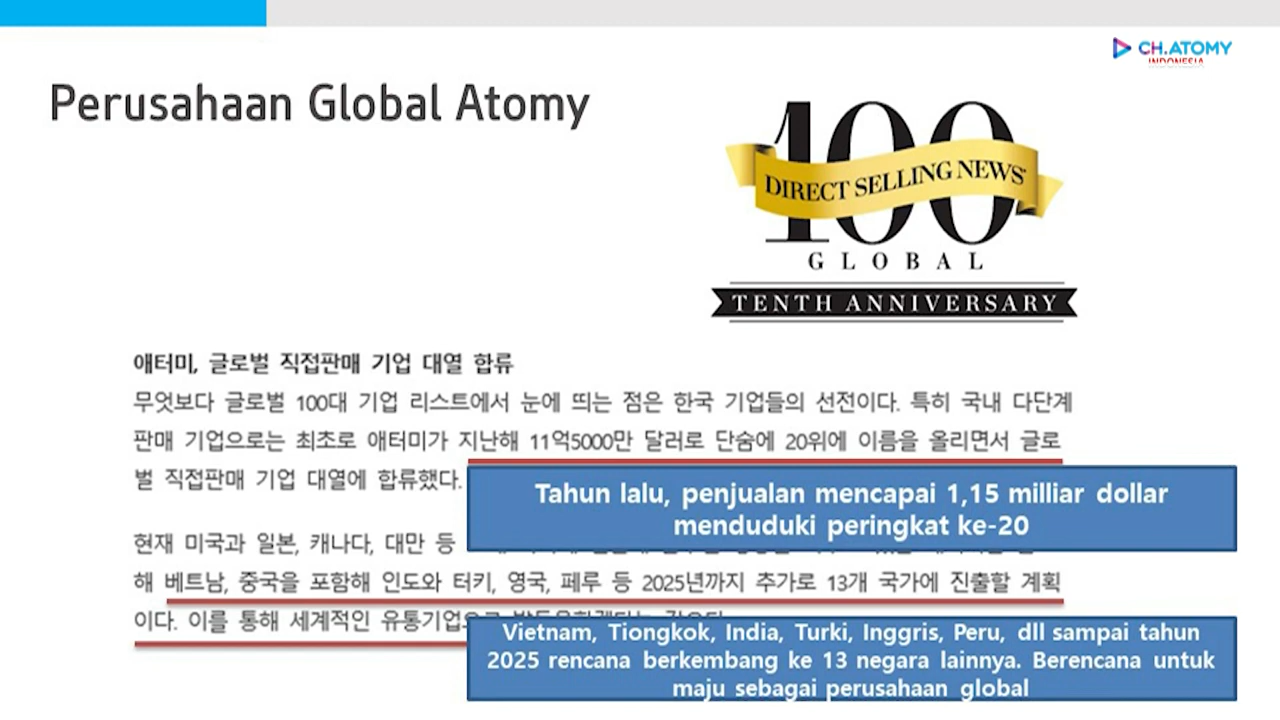 CH.ATOMY
INDONESIA
Perusahaan Global Atomy
100
DIRECT SELLING NEWS
GLOBAL
TENTH ANNIVERSARY
애터미, 글로벌 직접판매 기업 대열 합류
무엇보다 글로벌 100대 기업 리스트에서 눈에 띄는 점은 한국 기업들의 선전이다. 특히 국내 다단계
판매 기업으로는 최초로 애터미가 지난해 11억5000만 달러로 단숨에 20위에 이름을 올리면서 글로
벌 직접판매 기업 대열에 합류했다.
Tahun lalu, penjualan mencapai 1,15 milliar dollar
menduduki peringkat ke-20
현재 미국과 일본, 캐나다, 대만 등
해 베트남, 중국을 포함해 인도와 터키, 영국, 페루 등 2025년까지 추가로 13개 국가에 진출할 계획
이다. 이를 통해 세계적인
Vietnam, Tiongkok, India, Turki, Inggris, Peru, dll sampai tahun
2025 rencana berkembang ke 13 negara lainnya. Berencana untuk
maju sebagai perusahaan global